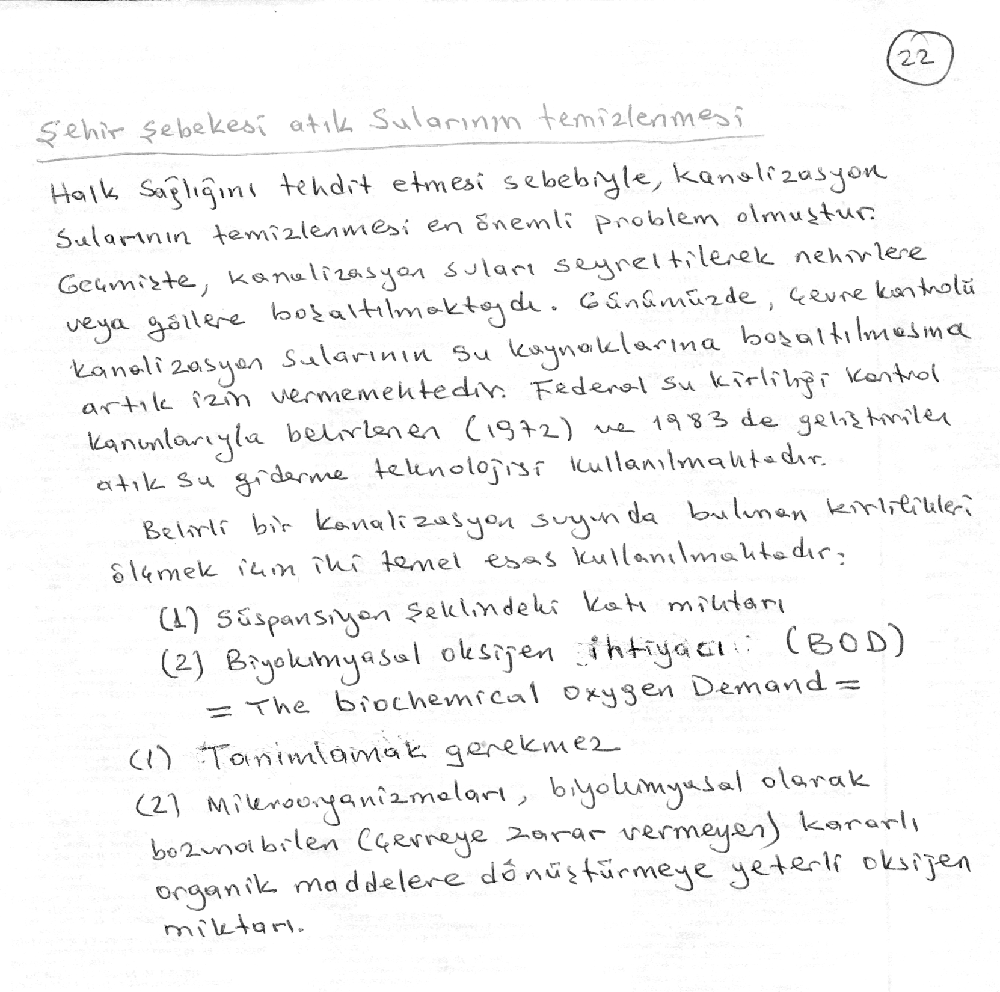 22
Şehir şebekesi atık Sularının temizlenmesi
Halk Sağlığını tehdit etmesi sebebiyle, kanalizasyon
Sularının temizlenmesi en önemli problem olmuştur.
Geçmişte, kanalizasyon suları seyreltilerek nehirlere
veya göllere boşaltılmaktaydı. Günümüzde, çevre kontrolü
kanalizasyon Sularının Su kaynaklarına boşaltılmasına
artık izin vermemektedir. Federal su kirliliği kontrol
kanunlarıyla belirlenen (1972) ve 1983 de geliştirilen
atık su giderme teknolojisi kullanılmaktadır.
Belirli bir kanalizasyon suyunda bulunan kirlilikleri
ölçmek için iki temel esas kullanılmaktadır:
(1) Süspansiyon şeklindeki katı miktarı
(2) Biyokimyasal oksijen ihtiyacı (BOD)
= The biochemical oxygen Demand =
(1) Tanımlamak gerekmez
(2) Mikroorganizmaları, biyokimyasal olarak
bozunabilen (çevreye zarar vermeyen) kararlı
organik maddelere dönüştürmeye yeterli oksijen
miktarı.